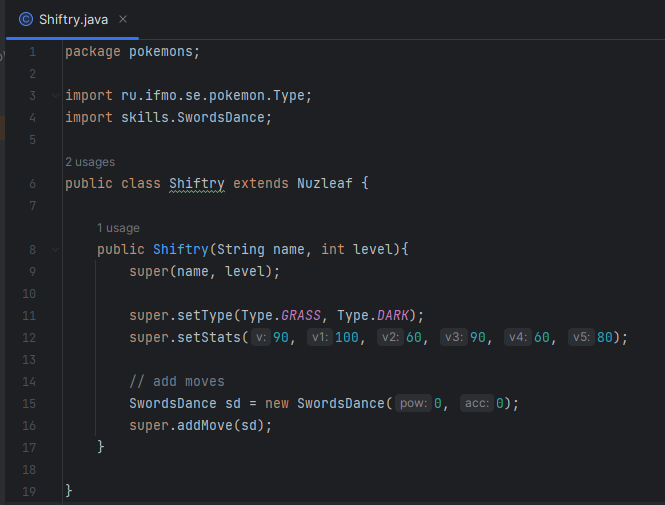 Shiftry.java
1 package pokemons;
2
3 import ru.ifmo.se.pokemon.Type;
4 import skills.SwordsDance;
5
2 usages
6 public class Shiftry extends Nuzleaf {
7
1 usage
8 public Shiftry(String name, int level){
9 super(name, level);
10
11 super.setType(Type.GRASS, Type.DARK);
12 super.setStats( v: 90, v1: 100, v2: 60, v3: 90, v4: 60, v5: 80);
13
14 // add moves
15 SwordsDance sd = new SwordsDance( pow: 0, acc: 0);
16 super.addMove(sd);
17 }
18
19 }